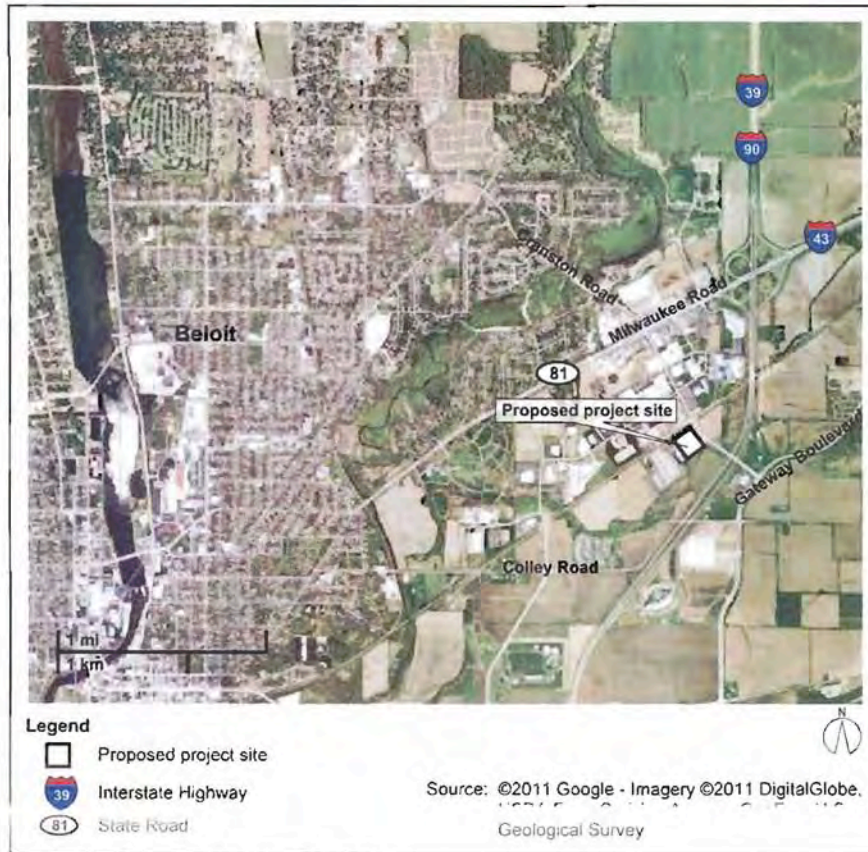 39
90
43
Cranston Road
Milwaukee Road
Beloit
81
Proposed project site
Gateway Boulevard
Colley Road
1 mi
1 km
Legend
N
Proposed project site
39 Interstate Highway
Source: ©2011 Google - Imagery ©2011 DigitalGlobe,
81 State Road
Geological Survey